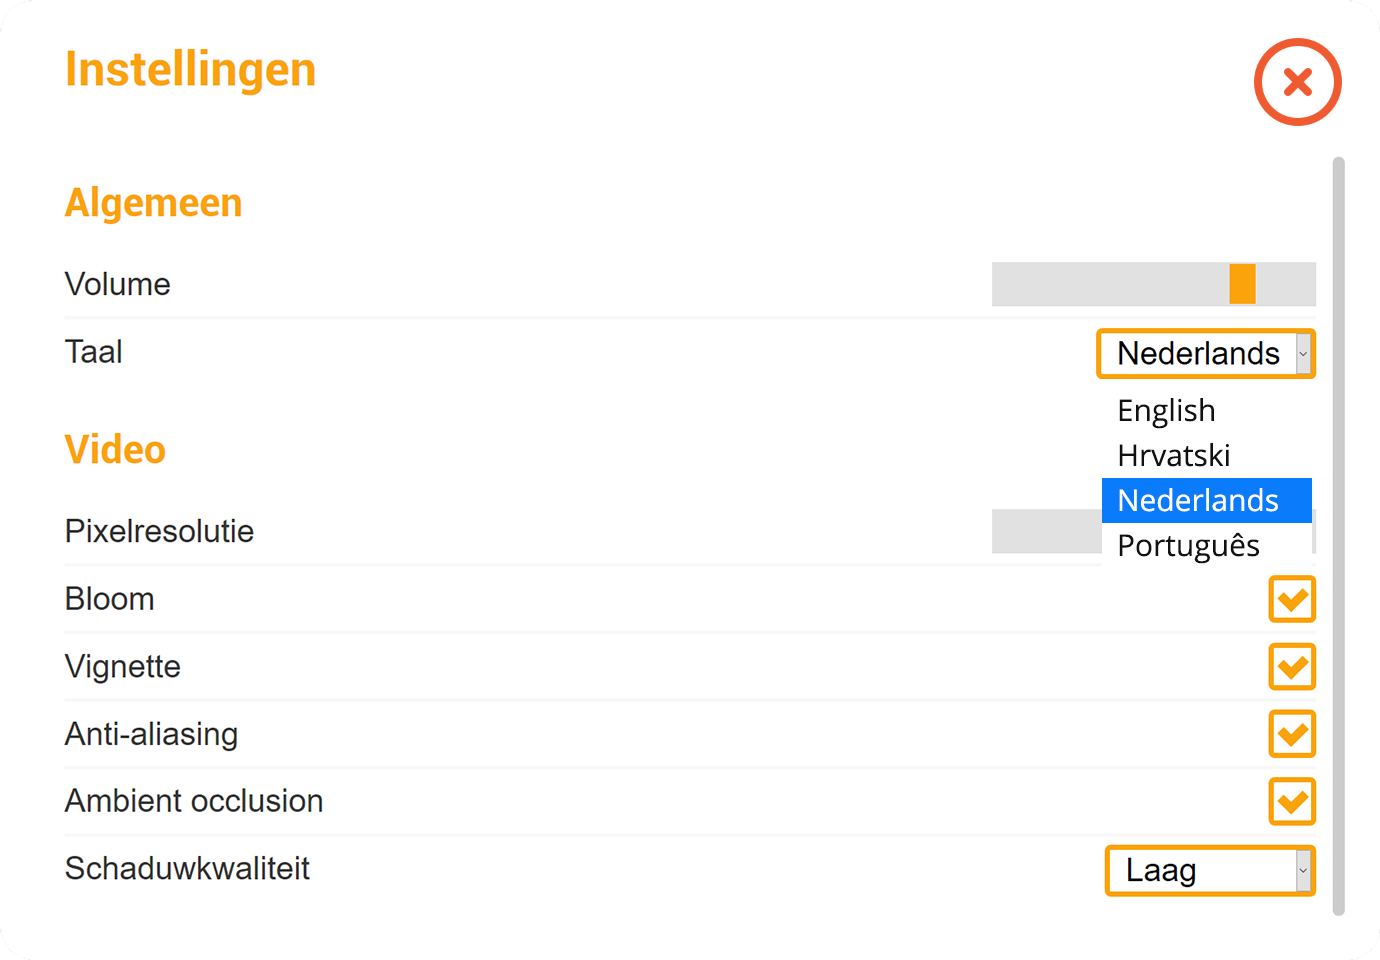 Instellingen
Algemeen
Volume
Taal
Nederlands
English
Hrvatski
Nederlands
Português
Video
Pixelresolutie
Bloom
Vignette
Anti-aliasing
Ambient occlusion
Schaduwkwaliteit
Laag